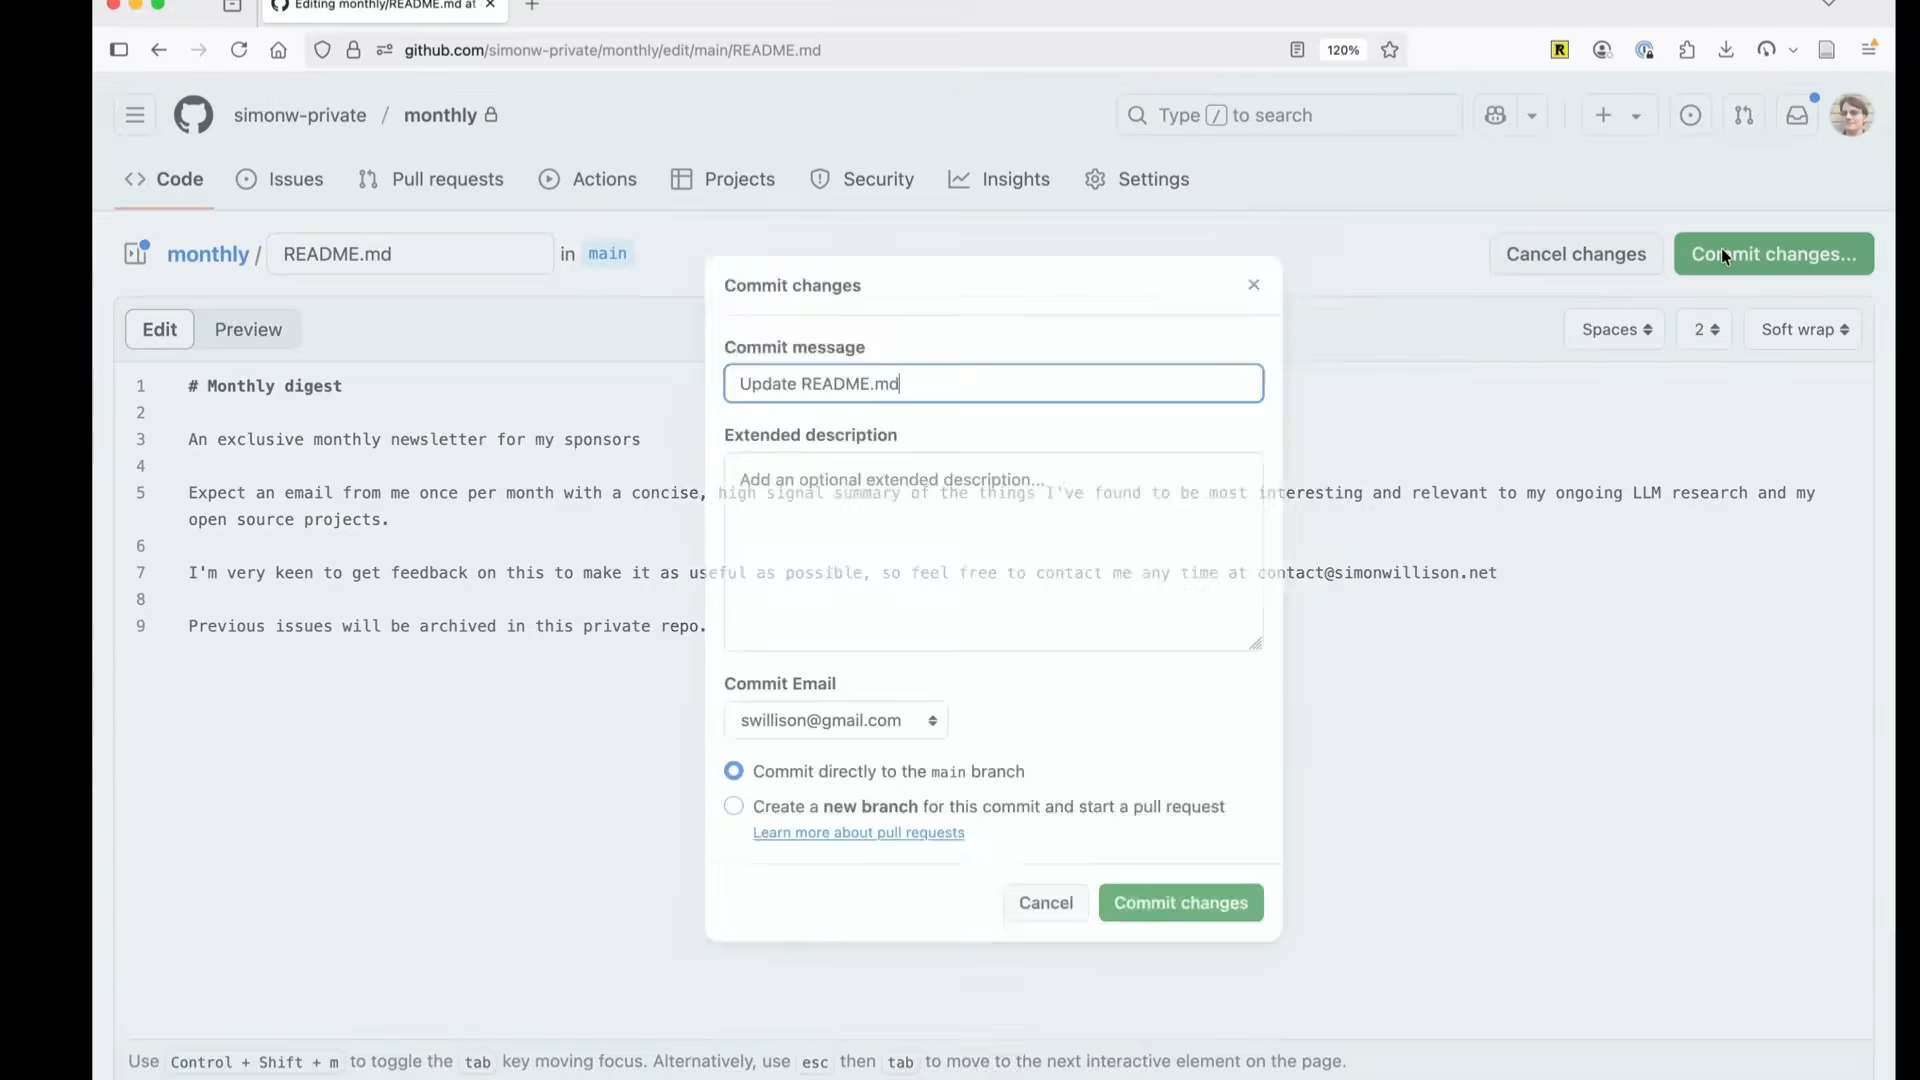 Editing monthly/README.md at
github.com/simonw-private/monthly/edit/main/README.md
120%
R
simonw-private / monthly
Type / to search
Code
Issues
Pull requests
Actions
Projects
Security
Insights
Settings
monthly / README.md in main
Cancel changes
Commit changes...
Edit
Preview
Spaces
2
Soft wrap
1 # Monthly digest
2
3 An exclusive monthly newsletter for my sponsors
4
5 Expect an email from me once per month with a concise, high signal summary of the things I've found to be most interesting and relevant to my ongoing LLM research and my
open source projects.
6
7 I'm very keen to get feedback on this to make it as useful as possible, so feel free to contact me any time at contact@simonwillison.net
8
9 Previous issues will be archived in this private repo.
Commit changes
Commit message
Update README.md
Extended description
Add an optional extended description...
Commit Email
swillison@gmail.com
Commit directly to the main branch
Create a new branch for this commit and start a pull request
Learn more about pull requests
Cancel
Commit changes
Use Control + Shift + m to toggle the tab key moving focus. Alternatively, use esc then tab to move to the next interactive element on the page.